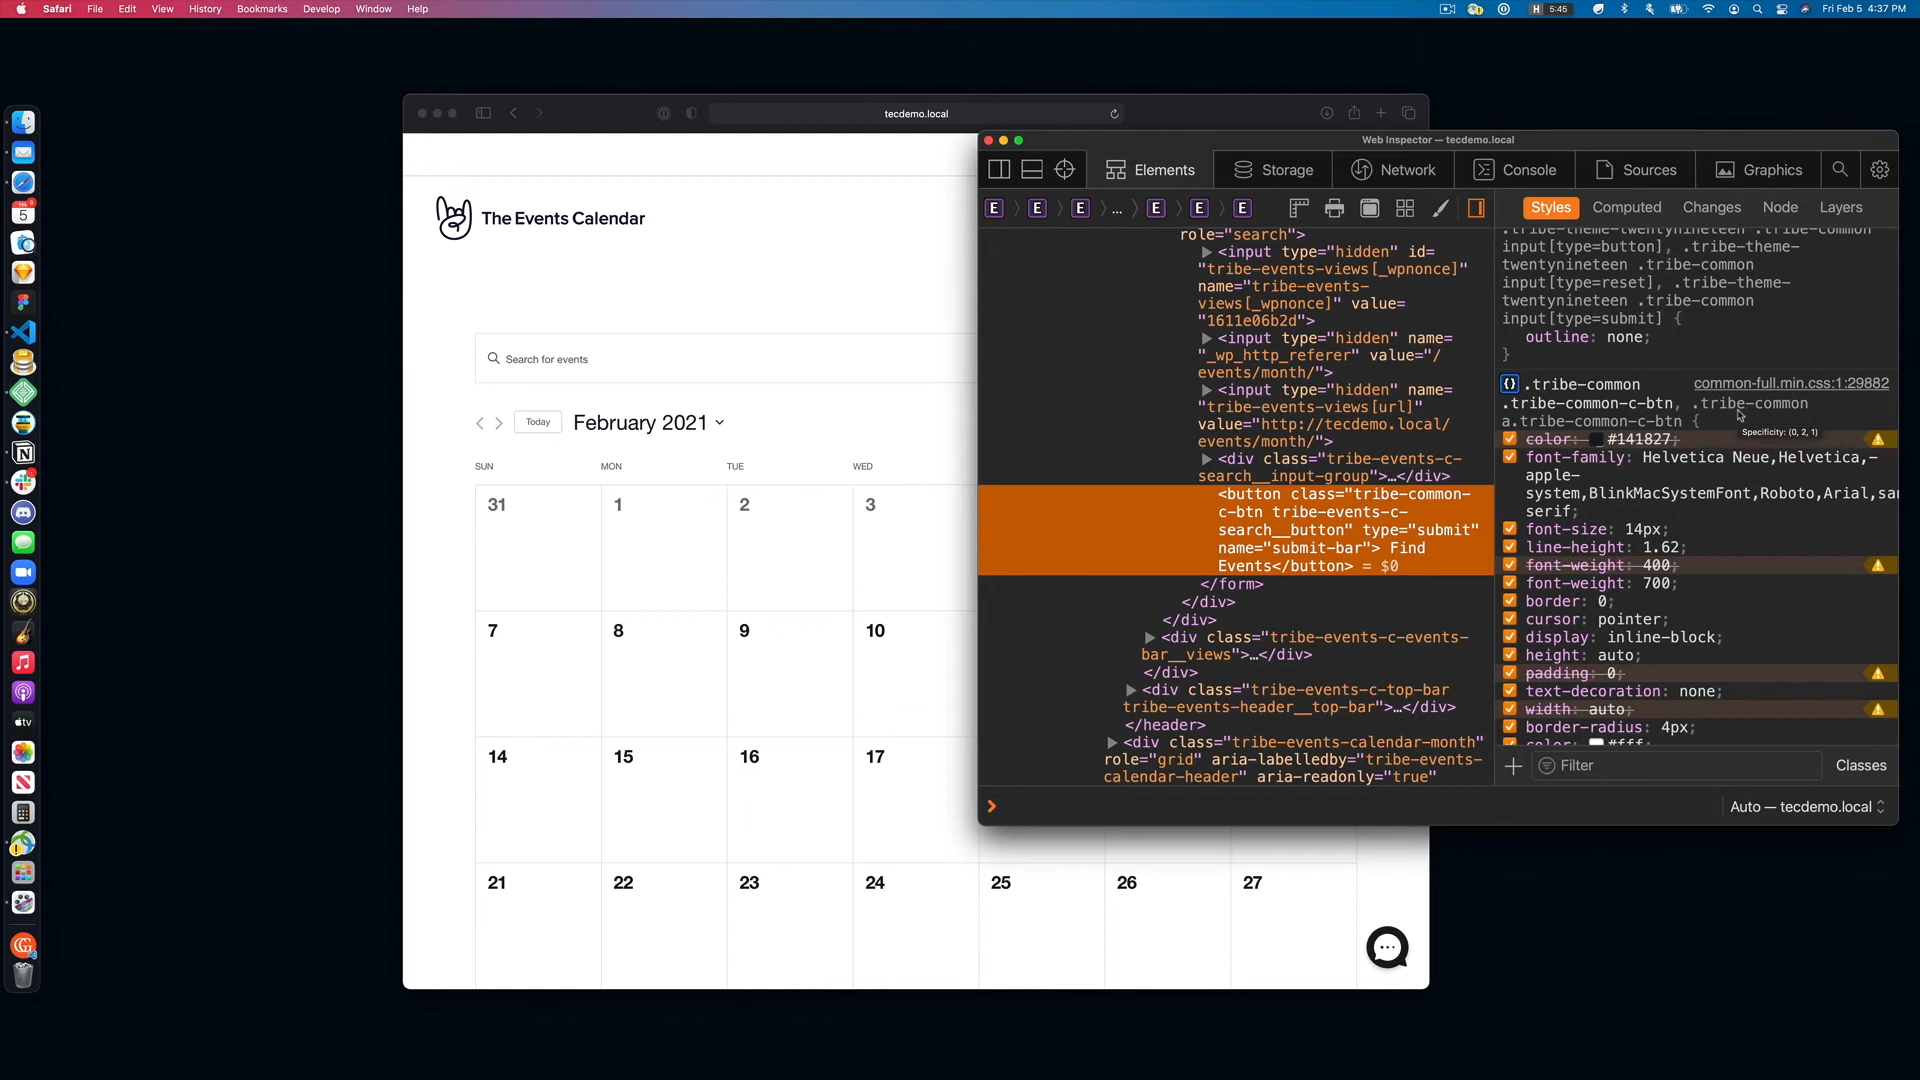 Safari File Edit View History Bookmarks Develop Window Help
H 5:45
Fri Feb 5 4:37 PM
tecdemo.local
The Events Calendar
Search for events
Today
February 2021
SUN MON TUE WED
31 1 2 3
7 8 9 10
14 15 16 17
21 22 23 24 25 26 27
Web Inspector — tecdemo.local
Elements Storage Network Console Sources Graphics
E E E ... E E E
role="search">
<input type="hidden" id=
"tribe-events-views[_wpnonce]"
name="tribe-events-
views[_wpnonce]" value=
"1611e06b2d">
<input type="hidden" name=
"_wp_http_referer" value="/
events/month/">
<input type="hidden" name=
"tribe-events-views[url]"
value="http://tecdemo.local/
events/month/">
<div class="tribe-events-c-
search__input-group">…</div>
<button class="tribe-common-
c-btn tribe-events-c-
search__button" type="submit"
name="submit-bar"> Find
Events</button> = $0
</form>
</div>
</div>
<div class="tribe-events-c-events-
bar__views">…</div>
</div>
<div class="tribe-events-c-top-bar
tribe-events-header__top-bar">…</div>
</header>
<div class="tribe-events-calendar-month"
role="grid" aria-labelledby="tribe-events-
calendar-header" aria-readonly="true"
Styles Computed Changes Node Layers
.tribe-theme-twentynineteen .tribe-common
input[type=button], .tribe-theme-
twentynineteen .tribe-common
input[type=reset], .tribe-theme-
twentynineteen .tribe-common
input[type=submit] {
outline: none;
}
{} .tribe-common common-full.min.css:1:29882
.tribe-common-c-btn, .tribe-common
a.tribe-common-c-btn {
Specificity: (0, 2, 1)
color: #141827;
font-family: Helvetica Neue,Helvetica,-
apple-
system,BlinkMacSystemFont,Roboto,Arial,san
serif;
font-size: 14px;
line-height: 1.62;
font-weight: 400;
font-weight: 700;
border: 0;
cursor: pointer;
display: inline-block;
height: auto;
padding: 0;
text-decoration: none;
width: auto;
border-radius: 4px;
color: #fff;
Filter Classes
Auto — tecdemo.local
5
tv